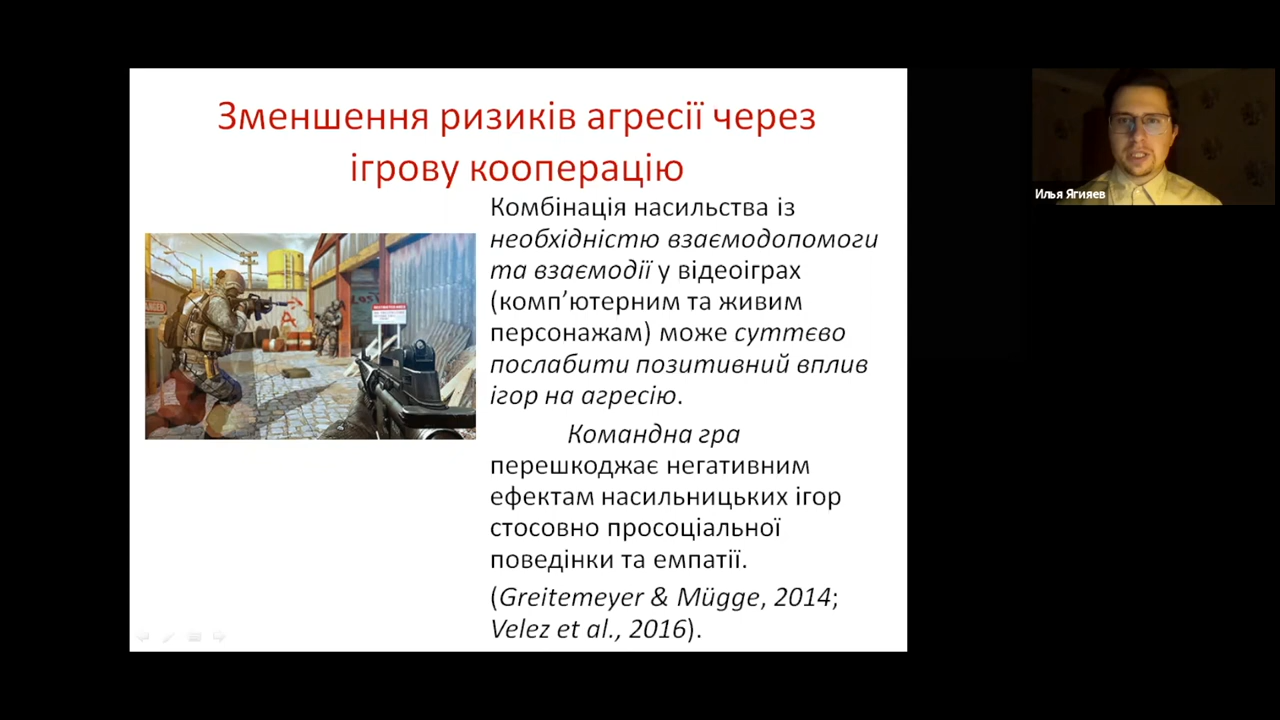 Зменшення ризиків агресії через
ігрову кооперацію
Комбінація насильства із
необхідністю взаємодопомоги
та взаємодії у відеоіграх
(комп’ютерним та живим
персонажам) може суттєво
послабити позитивний вплив
ігор на агресію.
Командна гра
перешкоджає негативним
ефектам насильницьких ігор
стосовно просоціальної
поведінки та емпатії.
(Greitemeyer & Mügge, 2014;
Velez et al., 2016).
Илья Ягияев